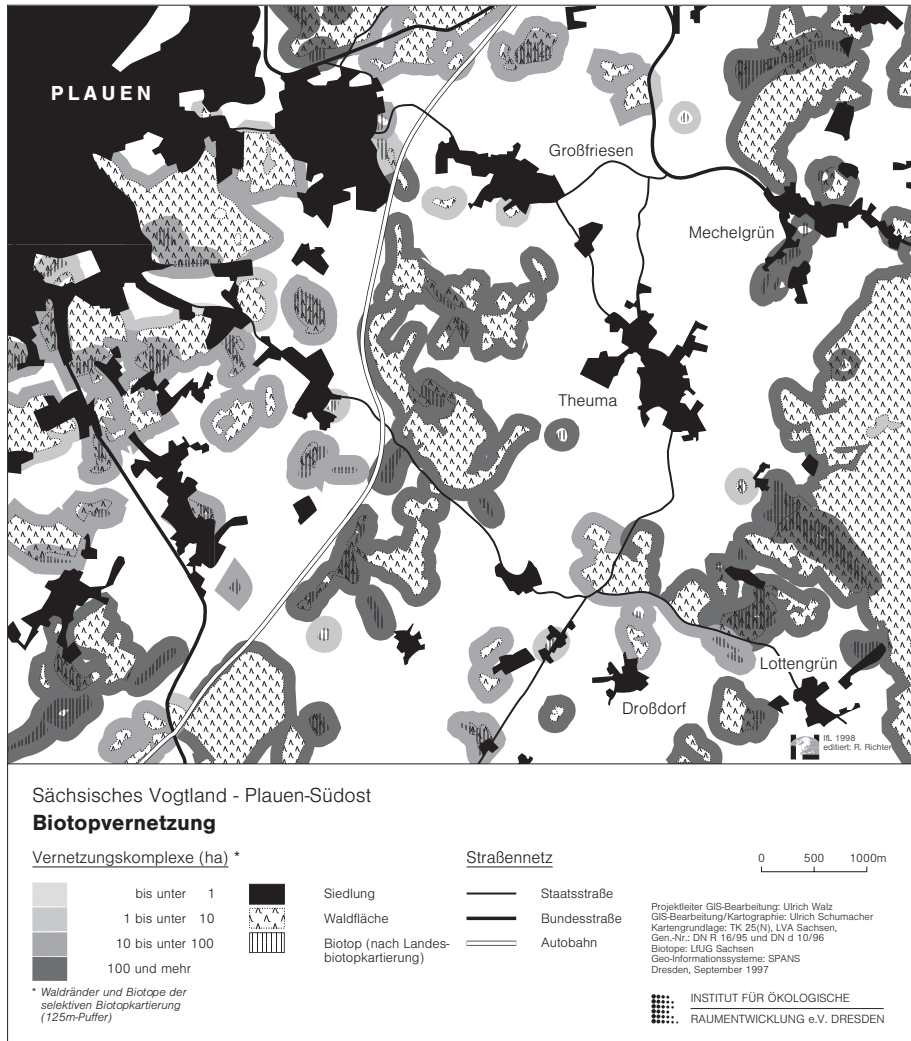 PLAUEN
Großfriesen
Mechelgrün
Theuma
Lottengrün
Droßdorf
IfL 1998
editiert: R. Richter
Sächsisches Vogtland - Plauen-Südost
Biotopvernetzung
Vernetzungskomplexe (ha) *
bis unter 1
1 bis unter 10
10 bis unter 100
100 und mehr
* Waldränder und Biotope der
selektiven Biotopkartierung
(125m-Puffer)
Siedlung
Waldfläche
Biotop (nach Landes-
biotopkartierung)
Straßennetz
Staatsstraße
Bundesstraße
Autobahn
0 500 1000m
Projektleiter GIS-Bearbeitung: Ulrich Walz
GIS-Bearbeitung/Kartographie: Ulrich Schumacher
Kartengrundlage: TK 25(N), LVA Sachsen,
Gen.-Nr.: DN R 16/95 und DN d 10/96
Biotope: LfUG Sachsen
Geo-Informationssysteme: SPANS
Dresden, September 1997
INSTITUT FÜR ÖKOLOGISCHE
RAUMENTWICKLUNG e.V. DRESDEN